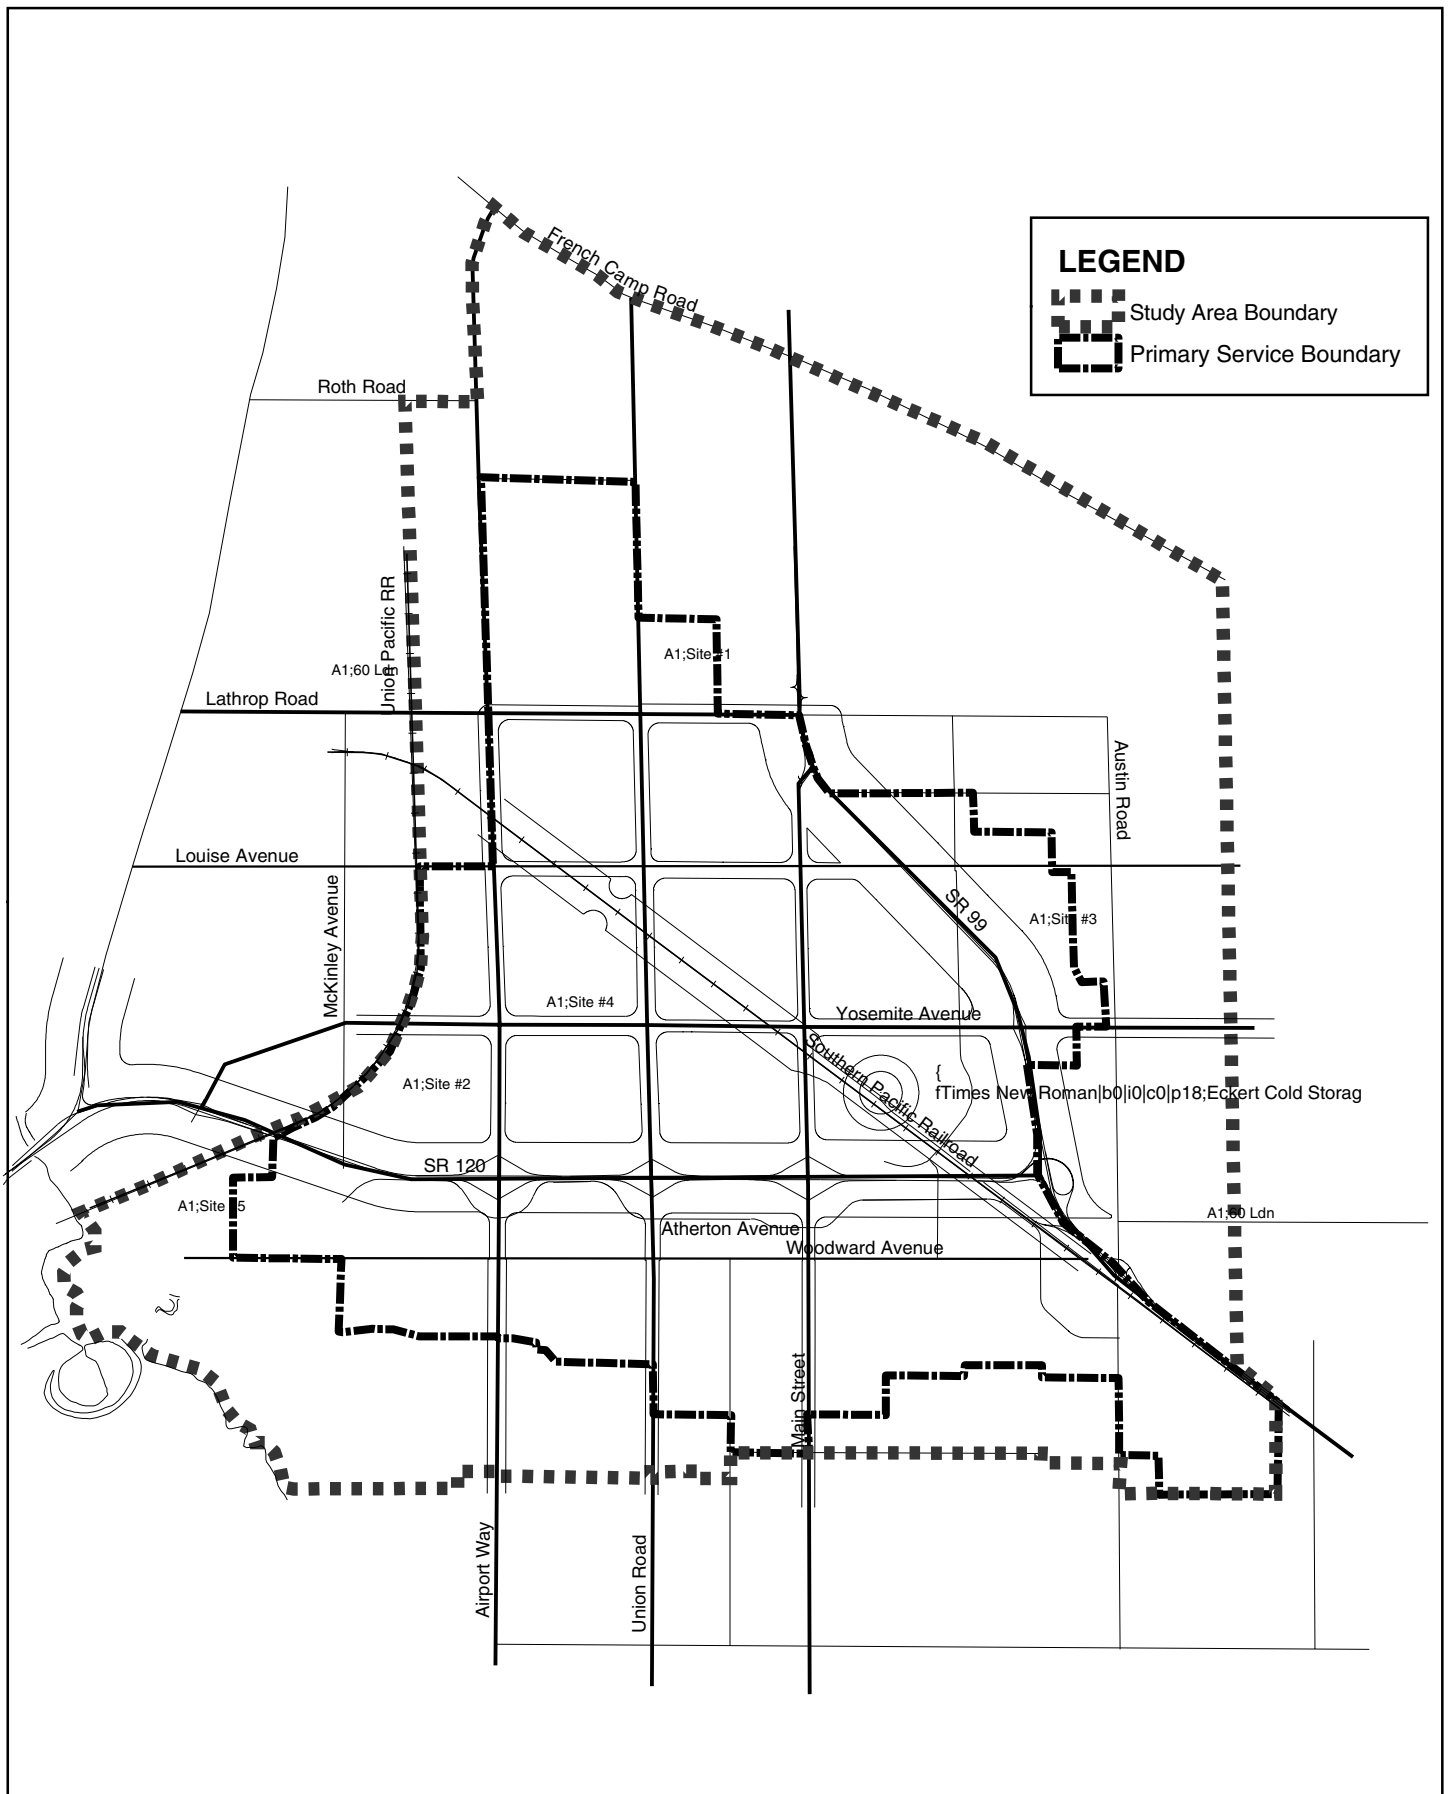 French Camp Road
LEGEND
Study Area Boundary
Primary Service Boundary
Roth Road
Union Pacific RR
A1;Site #1
A1;60 Ldn
Lathrop Road
Austin Road
Louise Avenue
McKinley Avenue
SR 99
A1;Site #3
A1;Site #4
Yosemite Avenue
Southern Pacific Railroad
A1;Site #2
{
fTimes New Roman|b0|i0|c0|p18;Eckert Cold Storag
SR 120
A1;Site #5
A1;60 Ldn
Atherton Avenue
Woodward Avenue
Main Street
Airport Way
Union Road